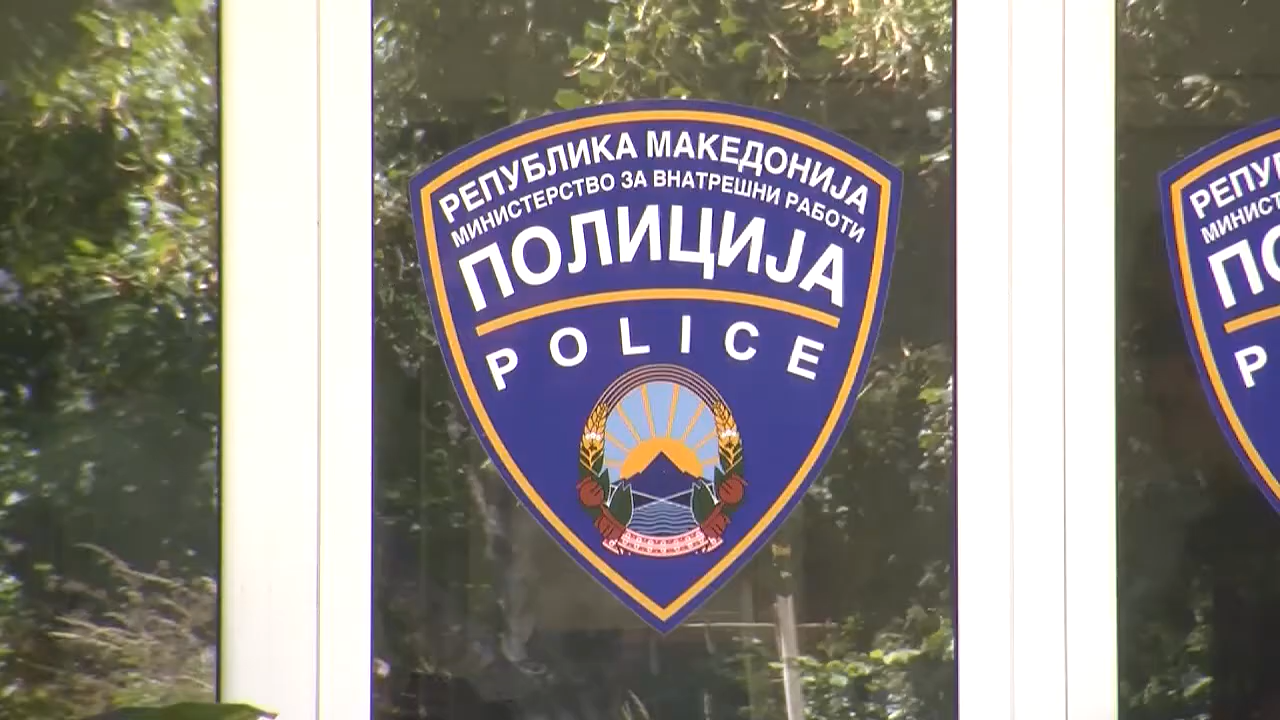 РЕПУБЛИКА МАКЕДОНИЈА
МИНИСТЕРСТВО ЗА ВНАТРЕШНИ РАБОТИ
ПОЛИЦИЈА
POLICE